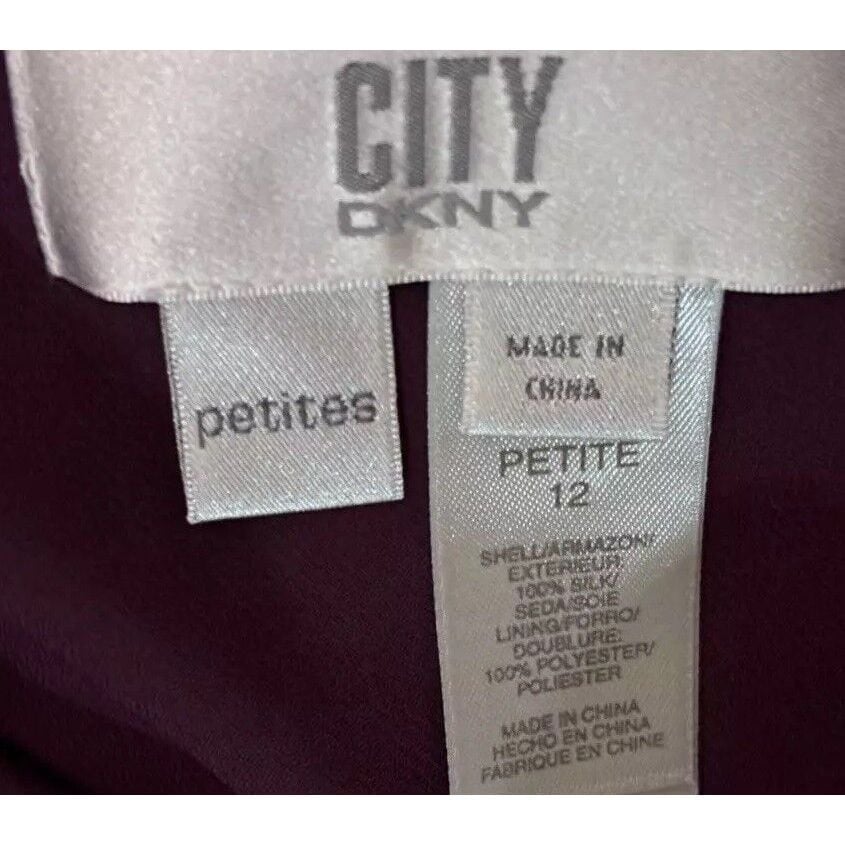 CITY
DKNY
petites
MADE IN
CHINA
PETITE
12
SHELL/ARMAZON/
EXTERIEUR:
100% SILK/
SEDA/SOIE
LINING/FORRO/
DOUBLURE:
100% POLYESTER/
POLIESTER
MADE IN CHINA
HECHO EN CHINA
FABRIQUE EN CHINE